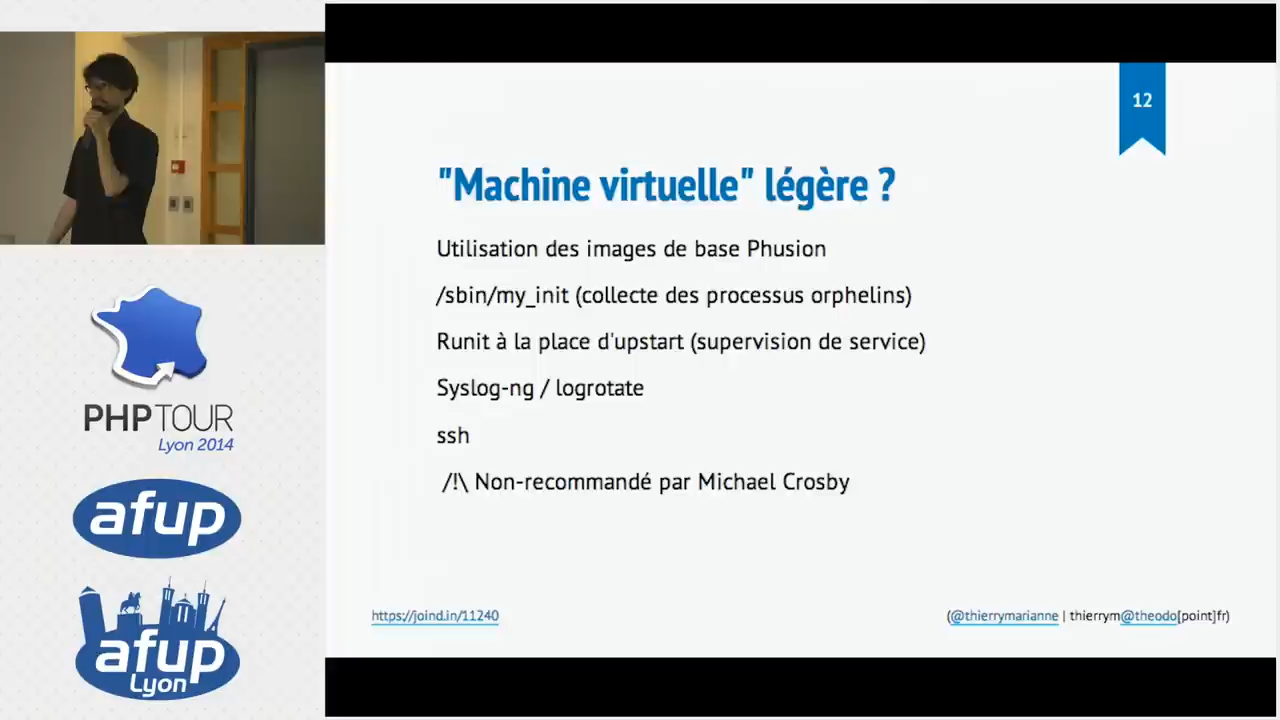 12
"Machine virtuelle" légère ?
Utilisation des images de base Phusion
/sbin/my_init (collecte des processus orphelins)
Runit à la place d'upstart (supervision de service)
Syslog-ng / logrotate
ssh
/!\ Non-recommandé par Michael Crosby
https://joind.in/11240
(@thierrymarianne | thierrym@theodo[point]fr)
PHPTOUR
Lyon 2014
afup
afup
Lyon